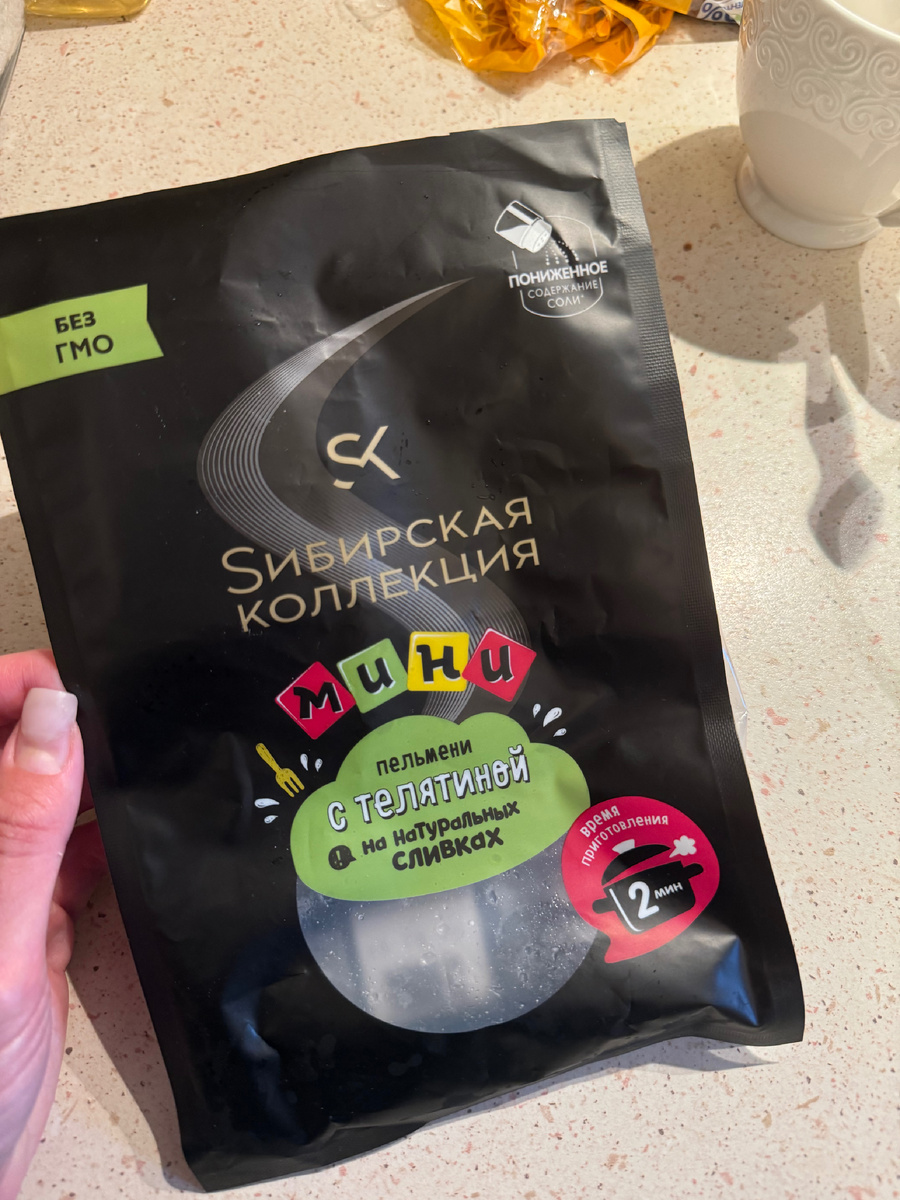 ПОНИЖЕННОЕ
СОДЕРЖАНИЕ
СОЛИ*
БЕЗ
ГМО
SK
SИБИРСКАЯ
КОЛЛЕКЦИЯ
мини
пельмени
с телятиной
на натуральных
сливках
время
приготовления
2 мин